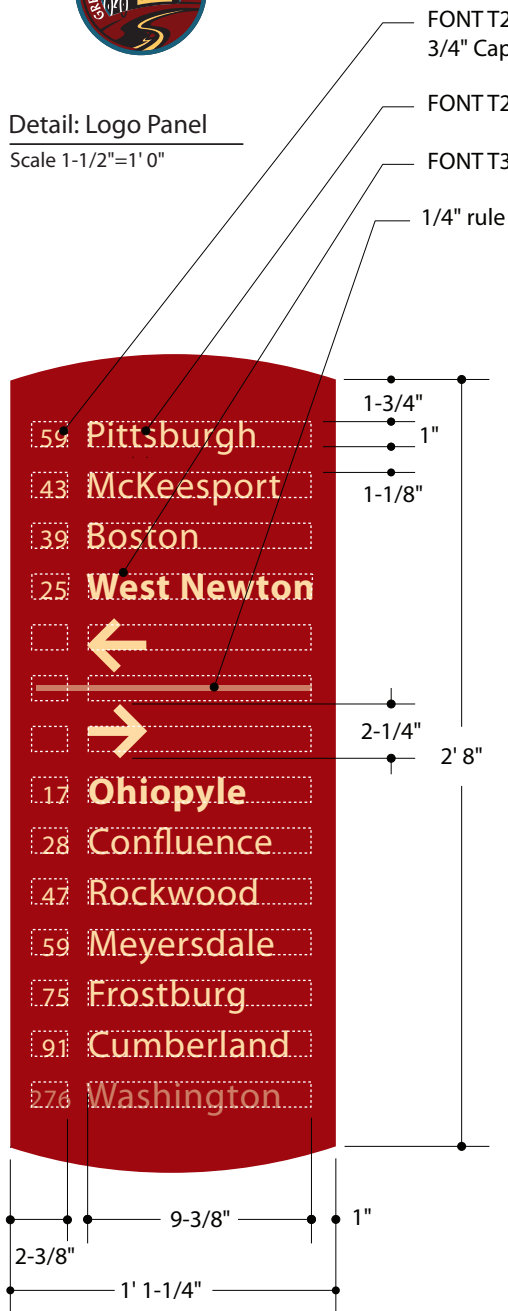 GRE
FONT T2
3/4" Cap
Detail: Logo Panel
Scale 1-1/2"=1' 0"
FONT T2
FONT T3
1/4" rule
1-3/4"
59 Pittsburgh
1"
43 McKeesport
1-1/8"
39 Boston
25 West Newton
2-1/4"
2' 8"
17 Ohiopyle
28 Confluence
47 Rockwood
59 Meyersdale
75 Frostburg
91 Cumberland
276 Washington
9-3/8"
1"
2-3/8"
1' 1-1/4"